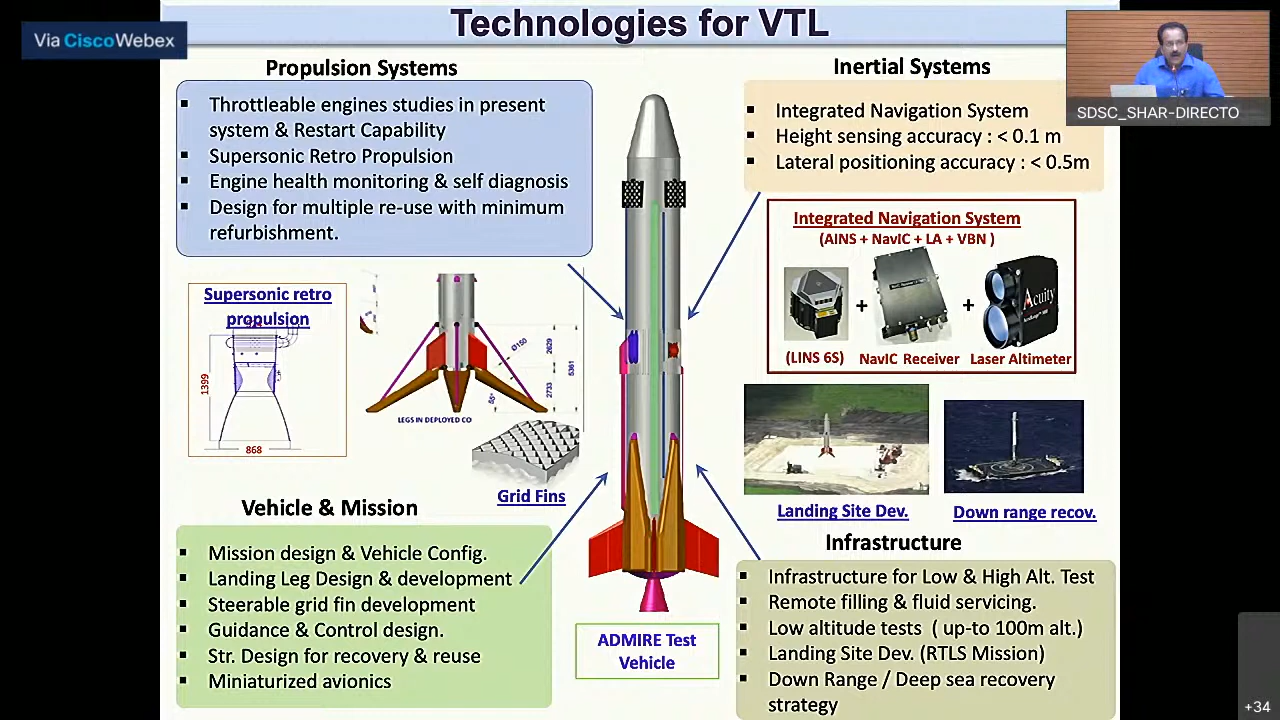 Technologies for VTL
Via CiscoWebex
SDSC_SHAR-DIRECTO
Propulsion Systems
▪ Throttleable engines studies in present
system & Restart Capability
▪ Supersonic Retro Propulsion
▪ Engine health monitoring & self diagnosis
▪ Design for multiple re-use with minimum
refurbishment.
Inertial Systems
▪ Integrated Navigation System
▪ Height sensing accuracy : < 0.1 m
▪ Lateral positioning accuracy : < 0.5m
Integrated Navigation System
(AINS + NavIC + LA + VBN )
+
+
Acuity
(LINS 6S)
NavIC Receiver
Laser Altimeter
Supersonic retro
propulsion
1399
868
Ø150
2629
5361
2733
55°
LEGS IN DEPLOYED CO
Grid Fins
Landing Site Dev.
Down range recov.
Vehicle & Mission
▪ Mission design & Vehicle Config.
▪ Landing Leg Design & development
▪ Steerable grid fin development
▪ Guidance & Control design.
▪ Str. Design for recovery & reuse
▪ Miniaturized avionics
ADMIRE Test
Vehicle
Infrastructure
▪ Infrastructure for Low & High Alt. Test
▪ Remote filling & fluid servicing.
▪ Low altitude tests ( up-to 100m alt.)
▪ Landing Site Dev. (RTLS Mission)
▪ Down Range / Deep sea recovery
strategy
+34